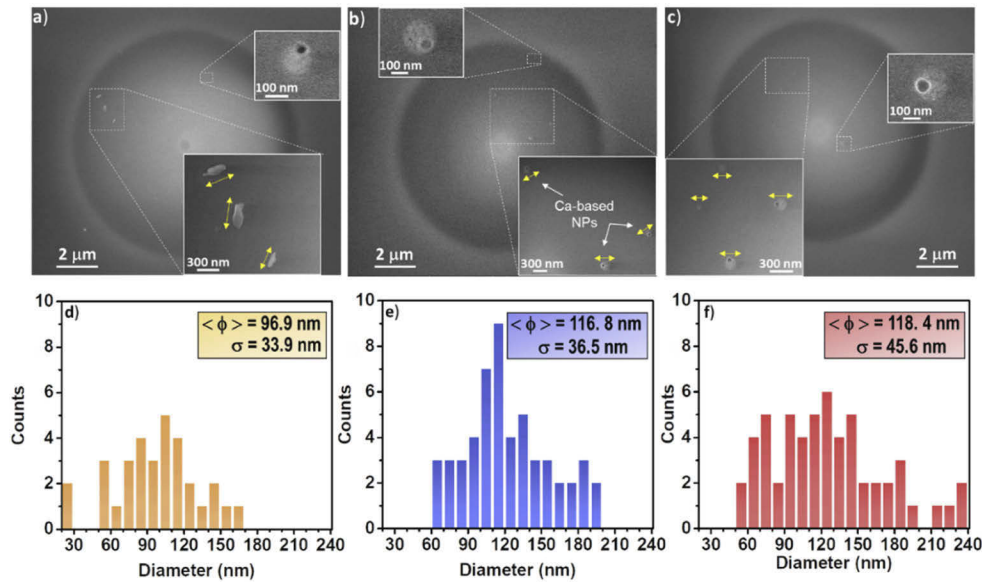 a)
100 nm
300 nm
2 µm
b)
100 nm
Ca-based
NPs
300 nm
2 µm
c)
100 nm
300 nm
2 µm
d)
< ϕ > = 96.9 nm
σ = 33.9 nm
Counts
10
8
6
4
2
0
30 60 90 120 150 180 210 240
Diameter (nm)
e)
< ϕ > = 116. 8 nm
σ = 36.5 nm
Counts
10
8
6
4
2
0
30 60 90 120 150 180 210 240
Diameter (nm)
f)
< ϕ > = 118. 4 nm
σ = 45.6 nm
Counts
10
8
6
4
2
0
30 60 90 120 150 180 210 240
Diameter (nm)